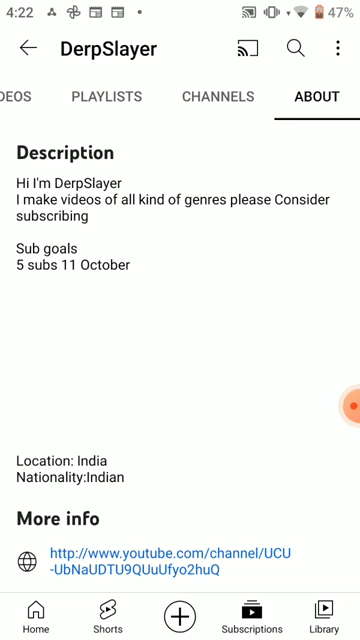 4:22
47%
DerpSlayer
DEOS
PLAYLISTS
CHANNELS
ABOUT
Description
Hi I'm DerpSlayer
I make videos of all kind of genres please Consider
subscribing
Sub goals
5 subs 11 October
Location: India
Nationality:Indian
More info
http://www.youtube.com/channel/UCU
-UbNaUDTU9QUuUfyo2huQ
Home
Shorts
Subscriptions
Library